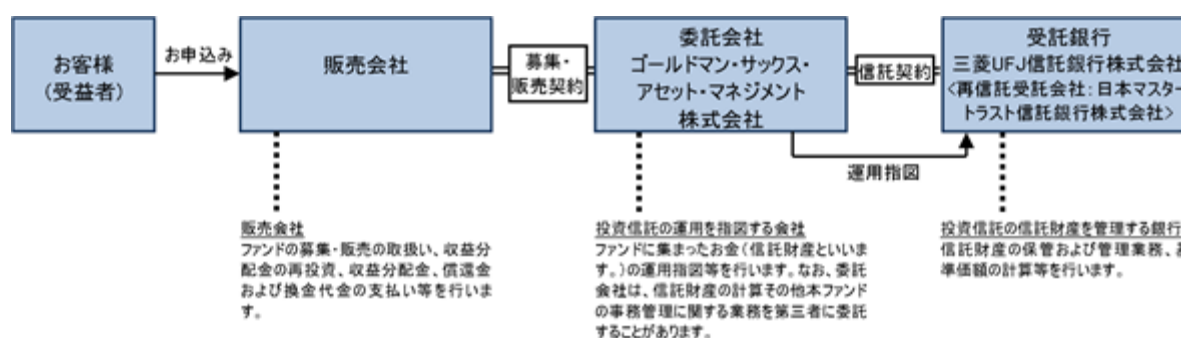 お客様
(受益者)
お申込み
販売会社
募集・
販売契約
委託会社
ゴールドマン・サックス・
アセット・マネジメント
株式会社
信託契約
受託銀行
三菱UFJ信託銀行株式会社
<再信託受託会社:日本マスター
トラスト信託銀行株式会社>
運用指図
販売会社
ファンドの募集・販売の取扱い、収益分
配金の再投資、収益分配金、償還金
および換金代金の支払い等を行いま
す。
投資信託の運用を指図する会社
ファンドに集まったお金(信託財産といいま
す。)の運用指図等を行います。なお、委託
会社は、信託財産の計算その他本ファンド
の事務管理に関する業務を第三者に委託
することがあります。
投資信託の信託財産を管理する銀行
信託財産の保管および管理業務、基
準価額の計算等を行います。